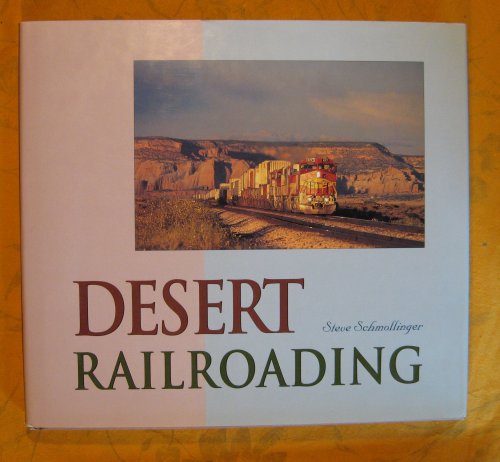 DESERT
Steve Schmollinger
RAILROADING